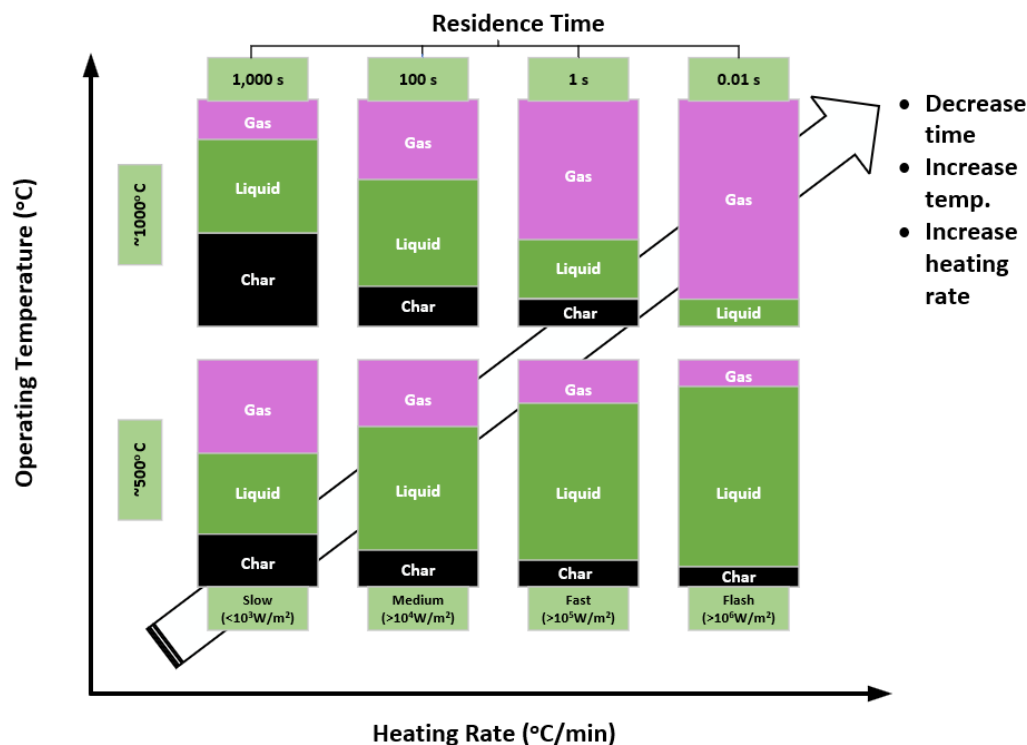 Residence Time
1,000 s
100 s
1 s
0.01 s
Operating Temperature (°C)
~1000°C
Gas
Liquid
Char
Gas
Liquid
Char
Gas
Liquid
Char
Gas
Liquid
• Decrease
time
• Increase
temp.
• Increase
heating
rate
~500°C
Gas
Liquid
Char
Gas
Liquid
Char
Gas
Liquid
Char
Gas
Liquid
Char
Slow
(<10³W/m²)
Medium
(>10⁴W/m²)
Fast
(>10⁵W/m²)
Flash
(>10⁶W/m²)
Heating Rate (°C/min)